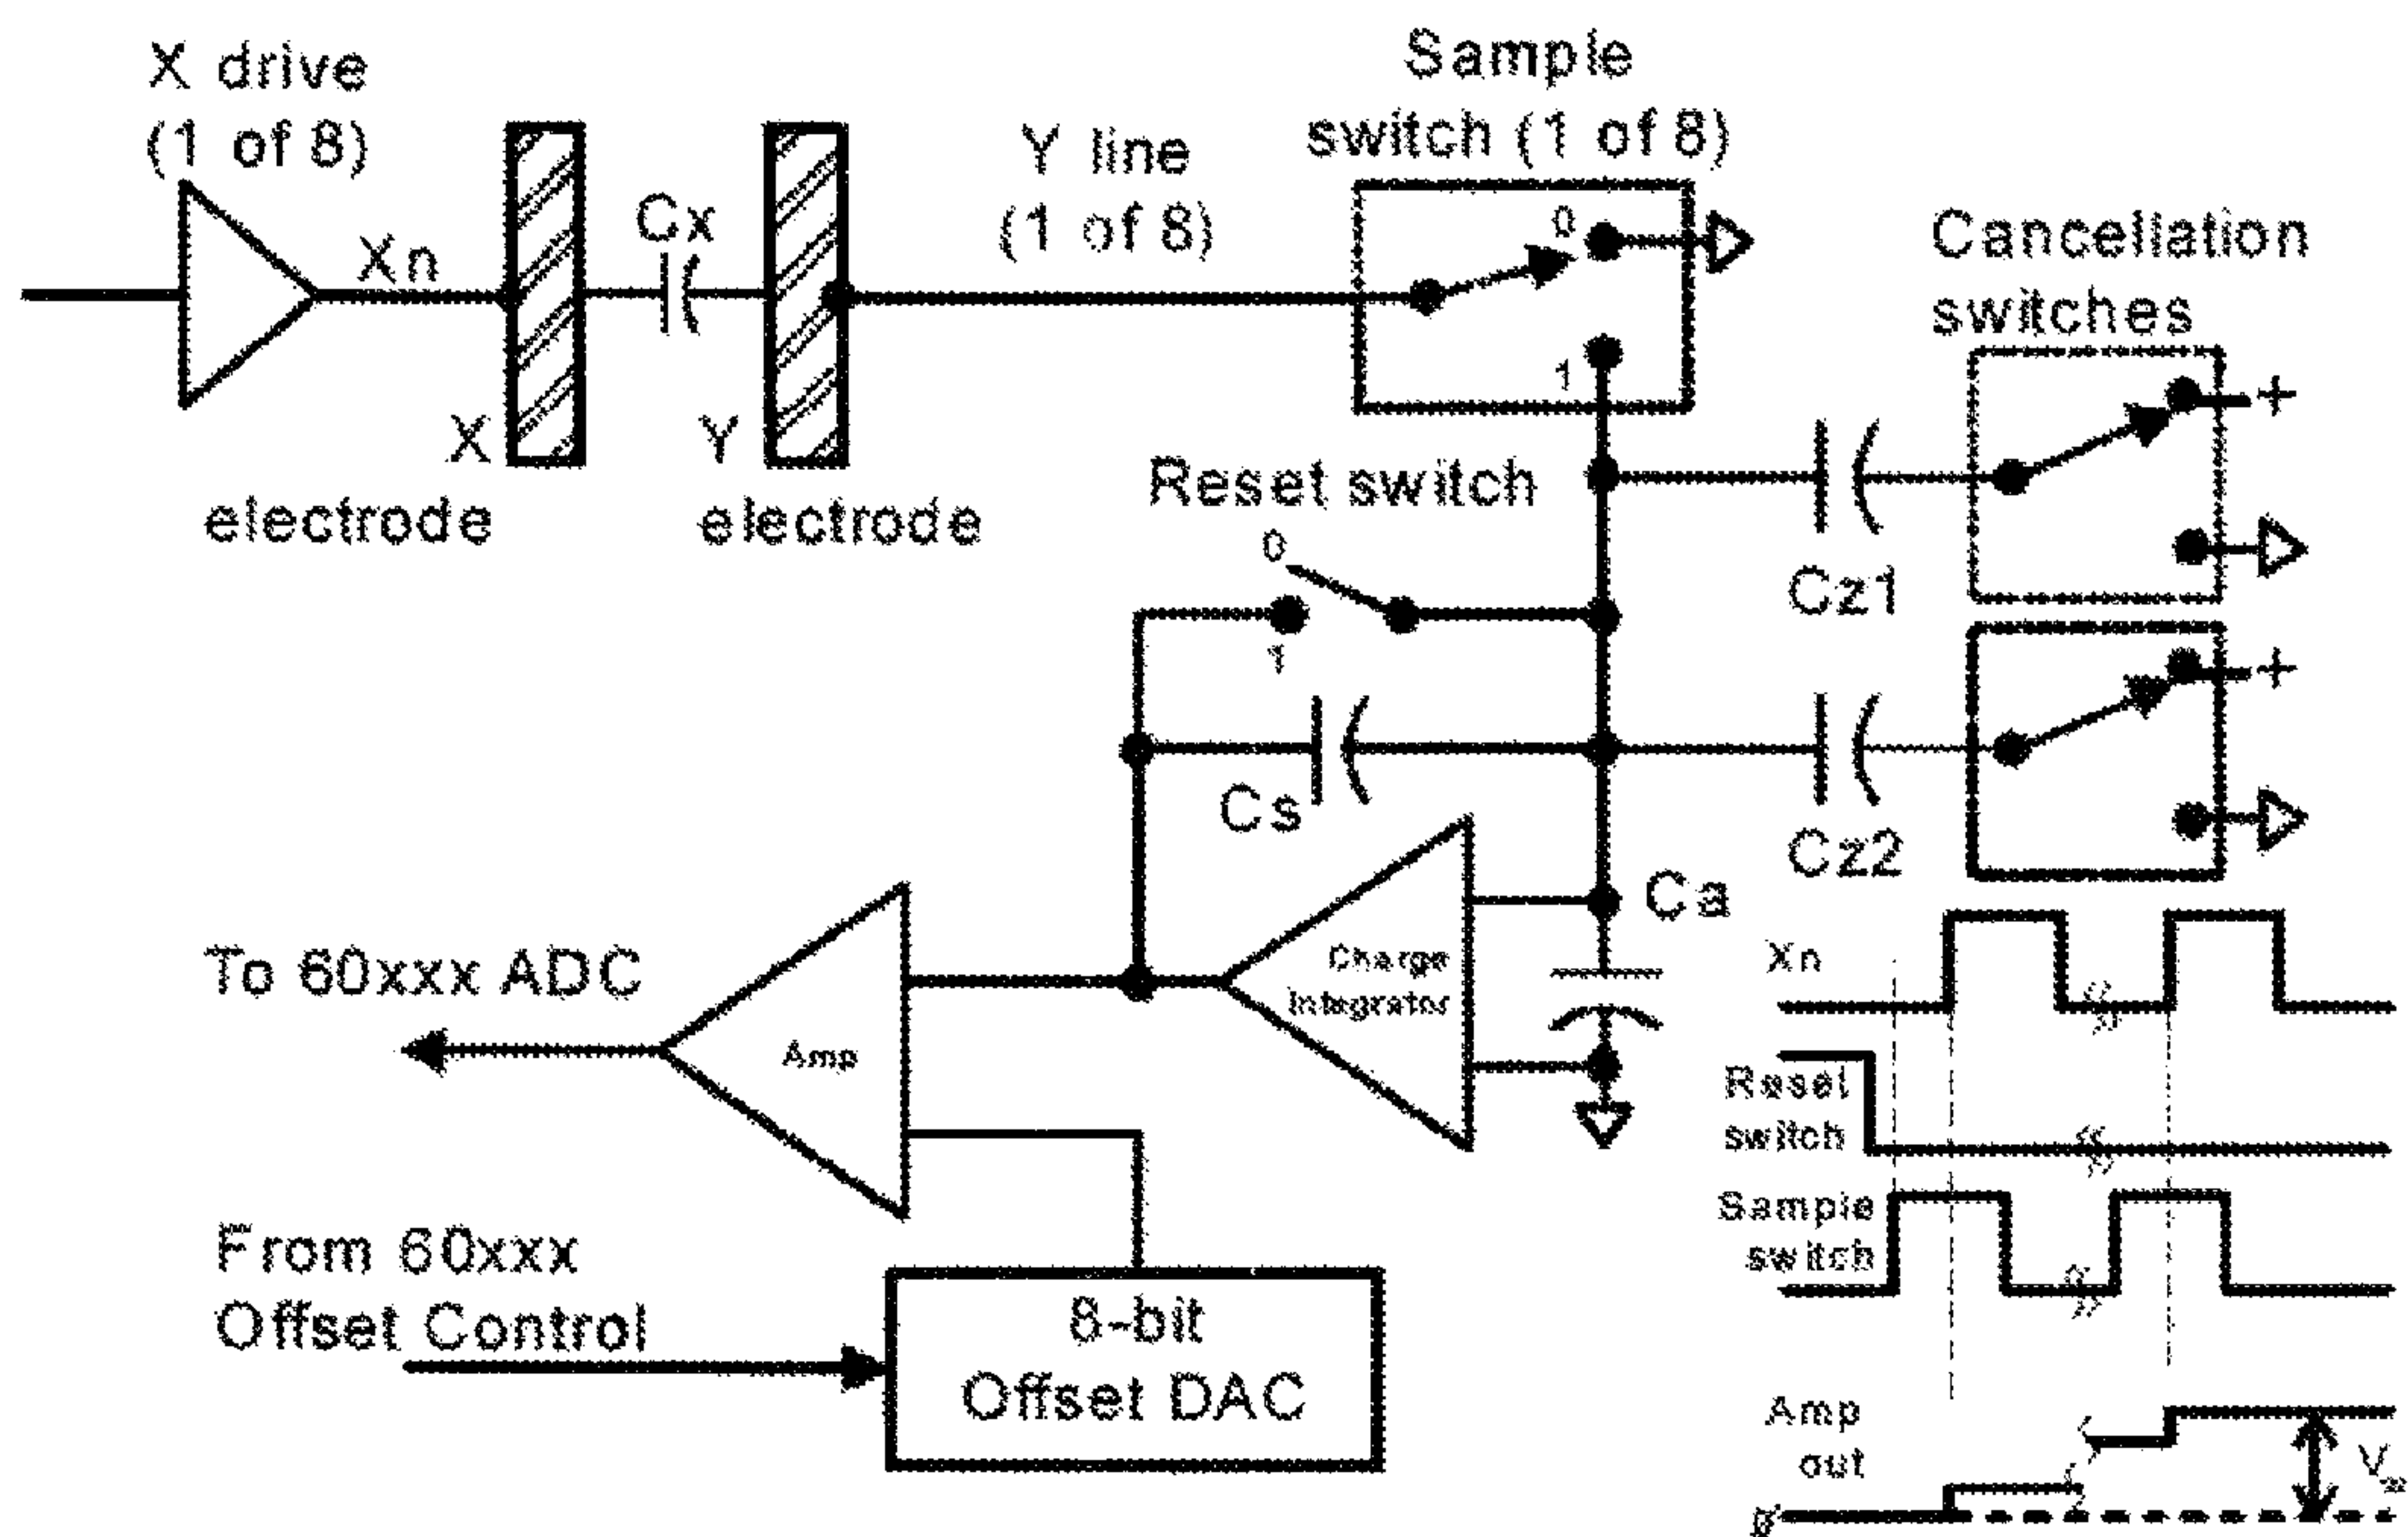 X drive
(1 of 8)
Xn
Cx
X
electrode
Y
electrode
Y line
(1 of 8)
Sample
switch (1 of 8)
0
1
Cancellation
switches
+
Cz1
+
Cz2
Reset switch
0
1
Cs
Ca
Charge
Integrator
Amp
To 60xxx ADC
From 60xxx
Offset Control
8-bit
Offset DAC
Xn
Reset
switch
Sample
switch
Amp
out